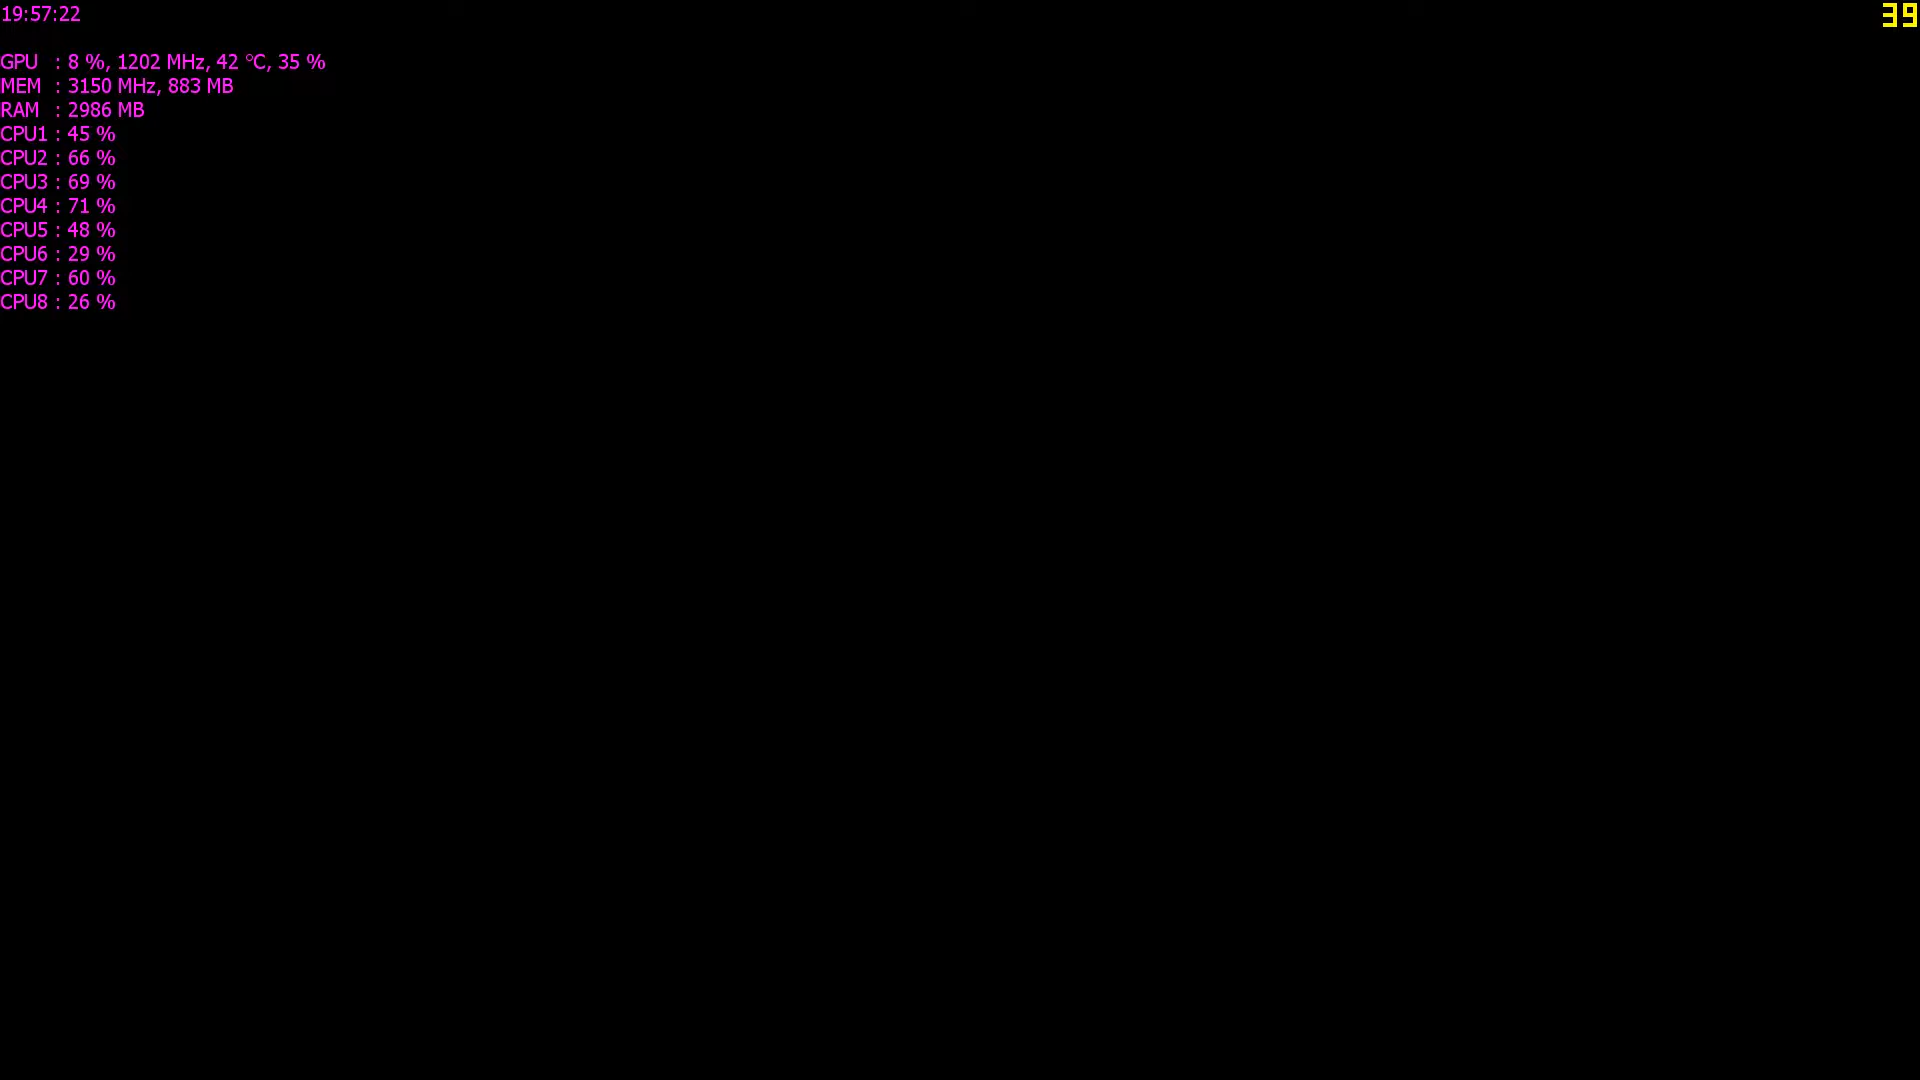 19:57:22
39
GPU : 8 %, 1202 MHz, 42 °C, 35 %
MEM : 3150 MHz, 883 MB
RAM : 2986 MB
CPU1 : 45 %
CPU2 : 66 %
CPU3 : 69 %
CPU4 : 71 %
CPU5 : 48 %
CPU6 : 29 %
CPU7 : 60 %
CPU8 : 26 %